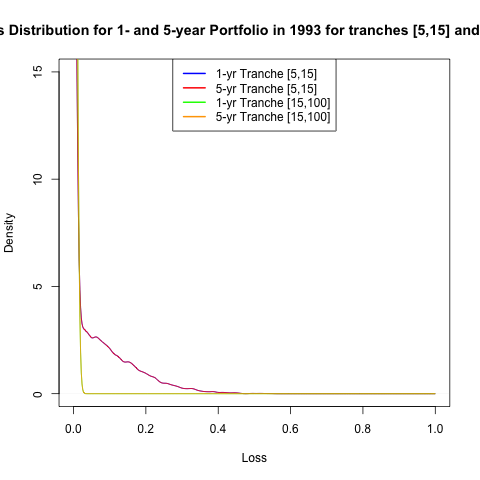 s Distribution for 1- and 5-year Portfolio in 1993 for tranches [5,15] and
1-yr Tranche [5,15]
5-yr Tranche [5,15]
1-yr Tranche [15,100]
5-yr Tranche [15,100]
Density
15
10
5
0
0.0 0.2 0.4 0.6 0.8 1.0
Loss